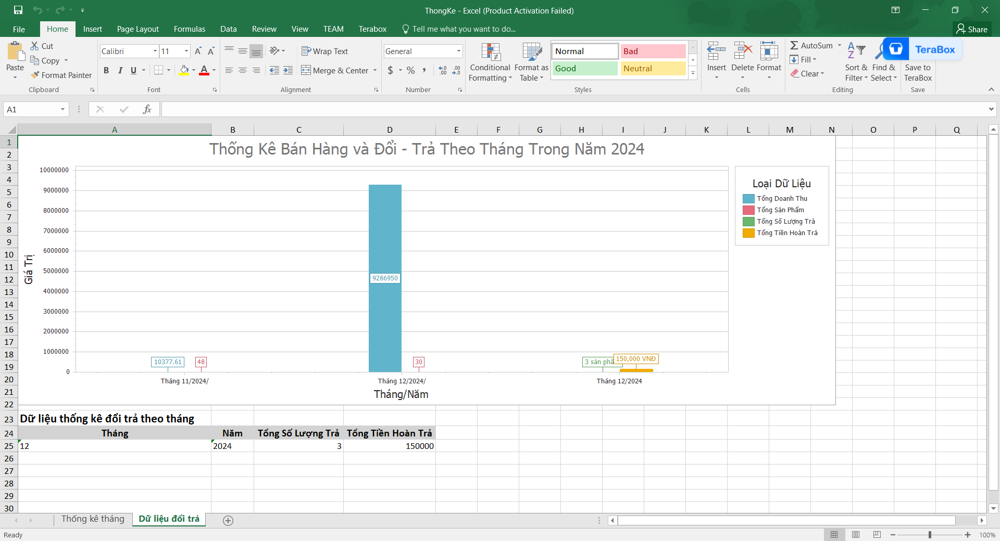 ThongKe - Excel (Product Activation Failed)
File Home Insert Page Layout Formulas Data Review View TEAM Terabox Tell me what you want to do... Share
Paste
Cut
Copy
Format Painter
Clipboard
Calibri 11
B I U A
Font
Wrap Text
Merge & Center
Alignment
General
$ % ,
Number
Conditional Formatting
Format as Table
Normal Bad
Good Neutral
Styles
Insert Delete Format
Cells
AutoSum
Fill
Clear
Sort & Filter
Find & Select
Editing
TeraBox
Save to TeraBox
Save
A1 fx
A B C D E F G H I J K L M N O P Q
1
2
3
4
5
6
7
8
9
10
11
12
13
14
15
16
17
18
19
20
21
22
Thống Kê Bán Hàng và Đổi - Trả Theo Tháng Trong Năm 2024
Giá Trị
10000000
9000000
8000000
7000000
6000000
5000000
4000000
3000000
2000000
1000000
0
9286950
10377.61 48 30 3 sản phẩ 150,000 VNĐ
Tháng 11/2024/ Tháng 12/2024/ Tháng 12/2024
Tháng/Năm
Loại Dữ Liệu
Tổng Doanh Thu
Tổng Sản Phẩm
Tổng Số Lượng Trả
Tổng Tiền Hoàn Trả
23 Dữ liệu thống kê đổi trả theo tháng
24 Tháng Năm Tổng Số Lượng Trả Tổng Tiền Hoàn Trả
25 12 2024 3 150000
26
27
28
29
30
Thống kê tháng Dữ liệu đổi trả
Ready 100%